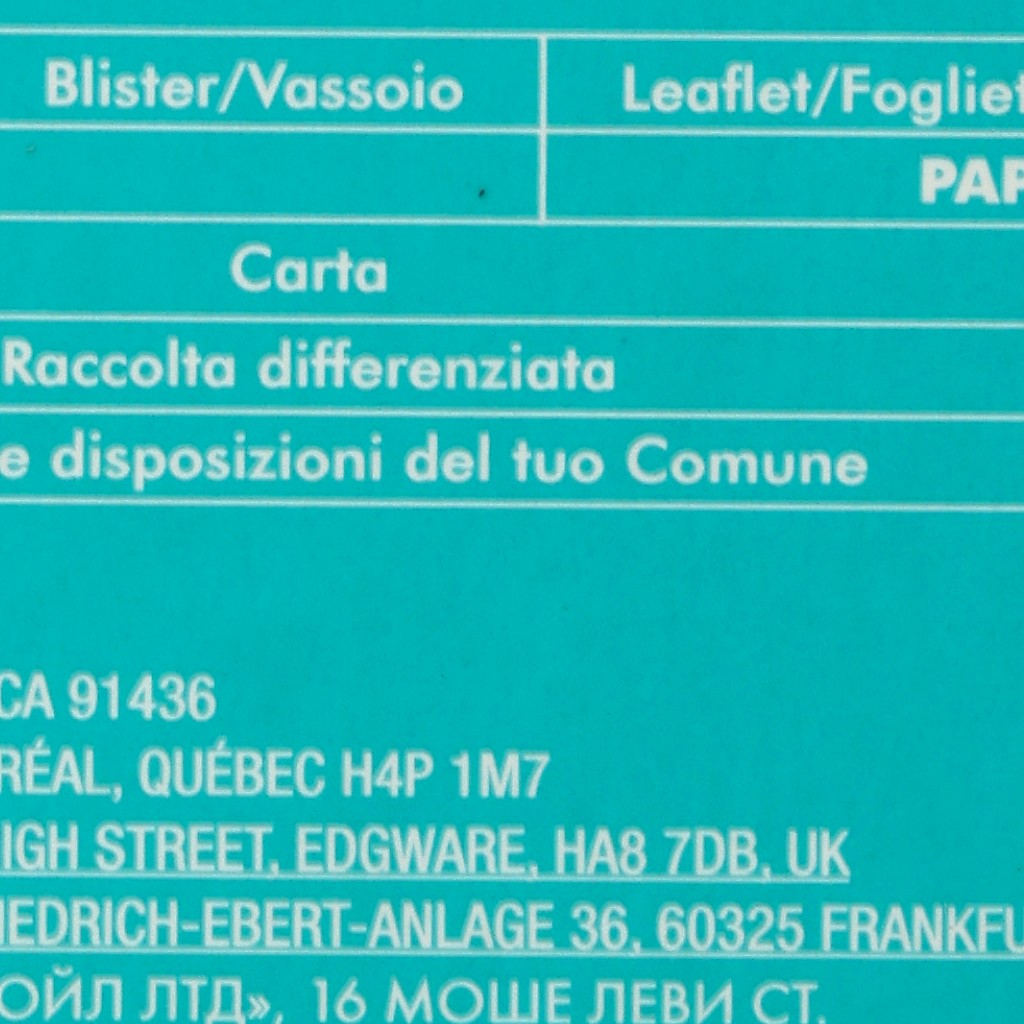 Blister/Vassoio Leaflet/Fogliet
PAP
Carta
Raccolta differenziata
e disposizioni del tuo Comune
CA 91436
RÉAL, QUÉBEC H4P 1M7
IGH STREET, EDGWARE, HA8 7DB, UK
IEDRICH-EBERT-ANLAGE 36, 60325 FRANKFU
ОЙЛ ЛТД», 16 МОШЕ ЛЕВИ СТ.